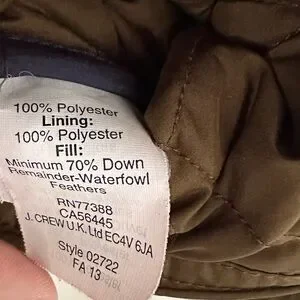 100% Polyester
Lining:
100% Polyester
Fill:
Minimum 70% Down
Remainder-Waterfowl
Feathers
RN77388
CA56445
J. CREW U.K. Ltd EC4V 6JA
Style 02722
FA 13